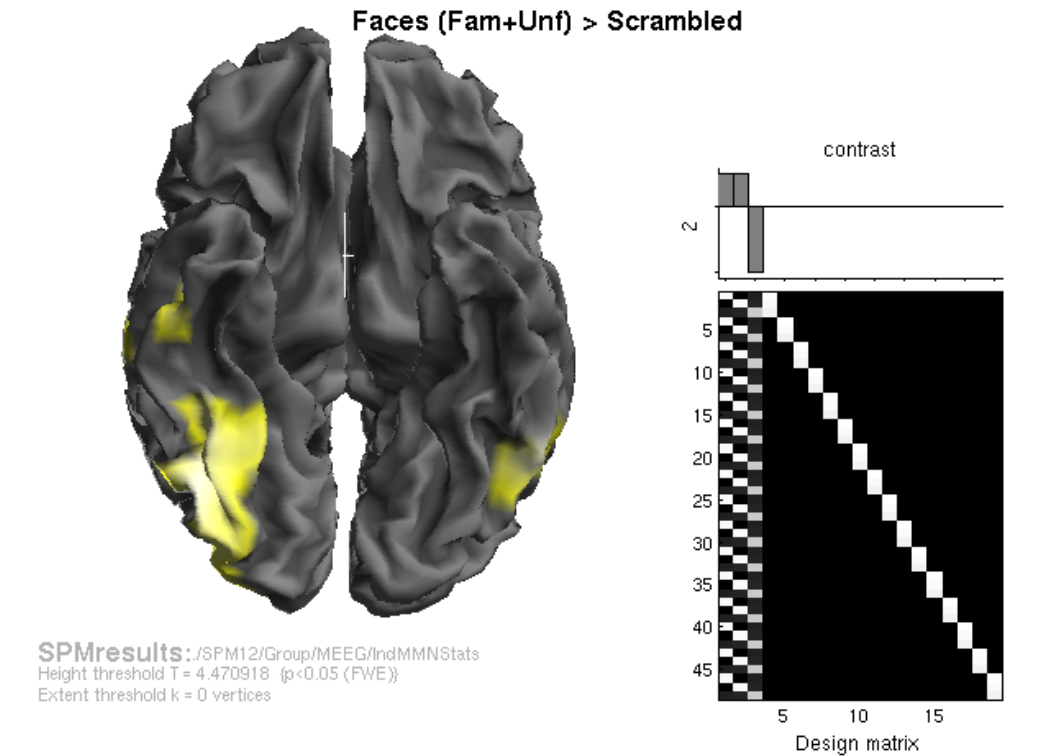 Faces (Fam+Unf) > Scrambled
contrast
2
5
10
15
20
25
30
35
40
45
5 10 15
Design matrix
SPMresults: ./SPM12/Group/MEEG/IndMMNStats
Height threshold T = 4.470918 {p<0.05 (FWE)}
Extent threshold k = 0 vertices